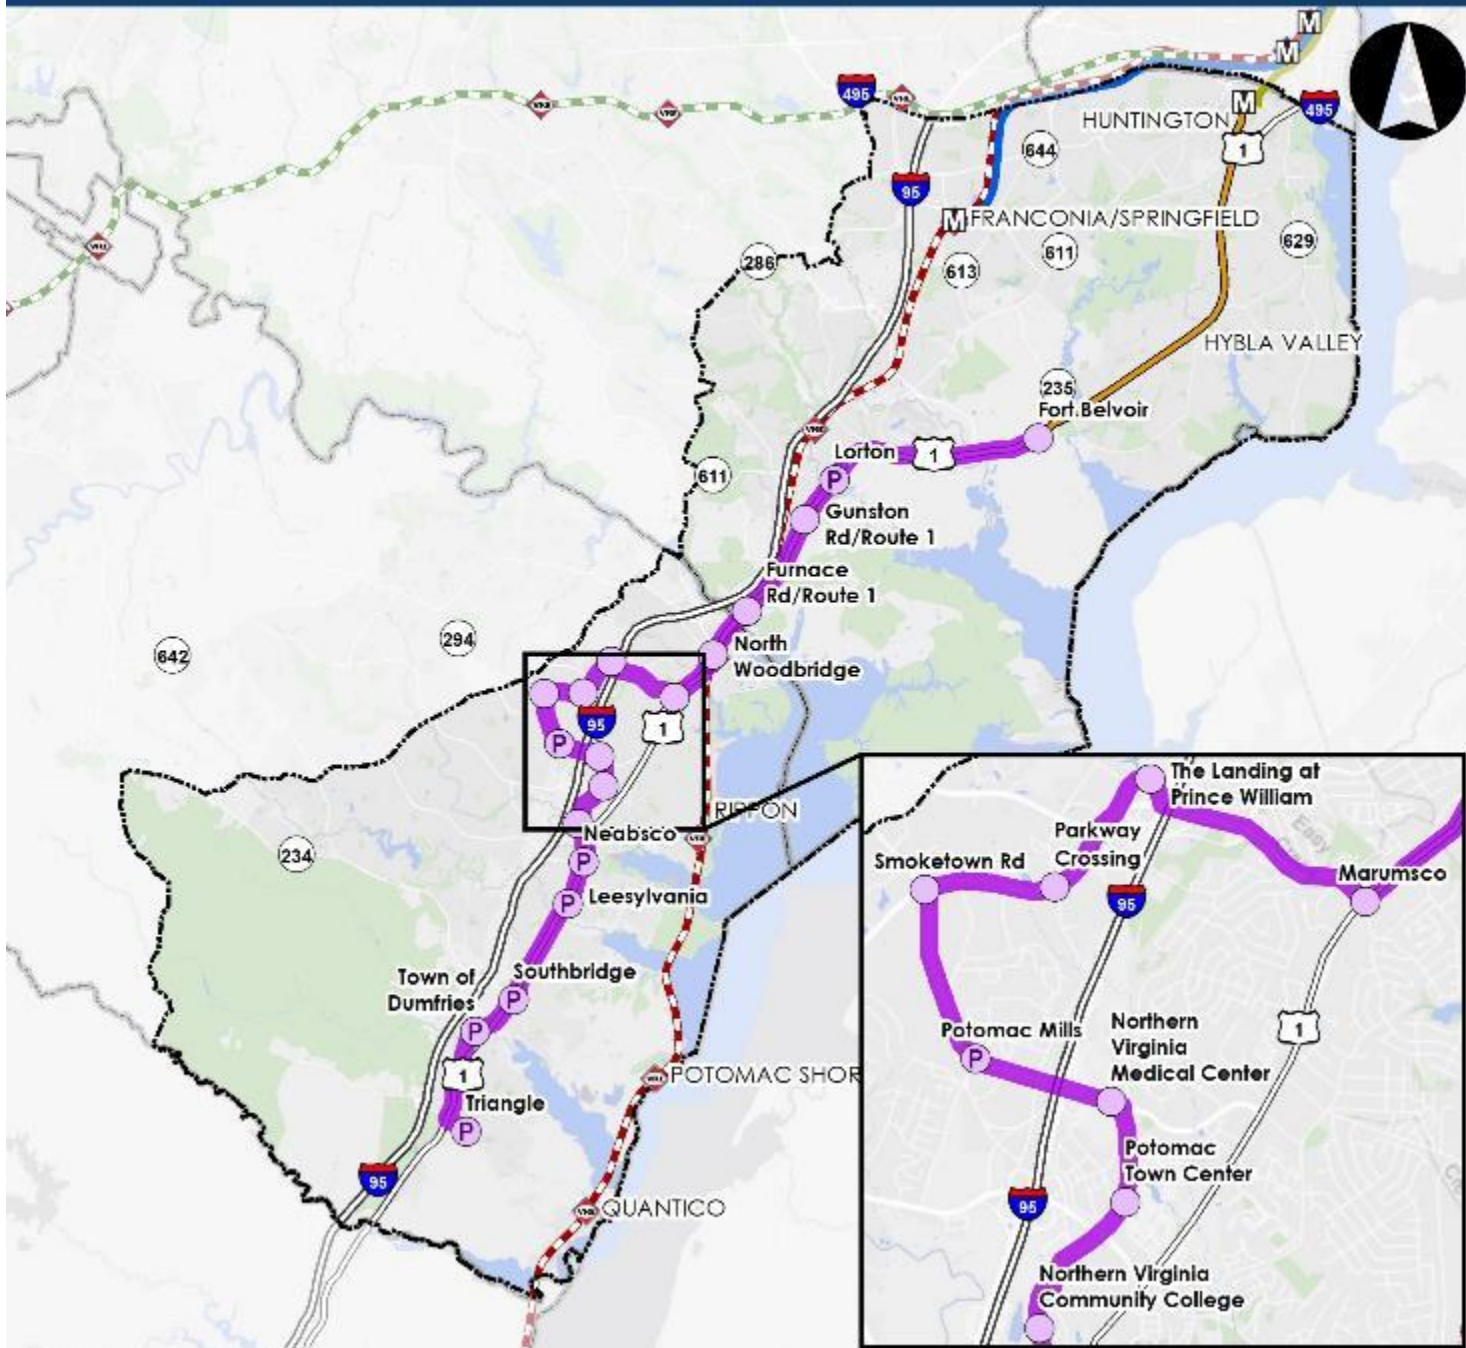 M
M
495
M
495
HUNTINGTON
1
644
95
M FRANCONIA/SPRINGFIELD
629
286
611
613
HYBLA VALLEY
235
Fort Belvoir
Lorton
1
611
P
Gunston
Rd/Route 1
Furnace
Rd/Route 1
294
642
North
Woodbridge
95
1
P
RIPPON
Neabsco
P
234
P
Leesylvania
Southbridge
Town of
Dumfries
P
P
1
POTOMAC SHOR
Triangle
P
95
QUANTICO
The Landing at
Prince William
Parkway
Crossing
Smoketown Rd
Marumsco
95
Potomac Mills
P
Northern
Virginia
Medical Center
1
Potomac
Town Center
95
Northern Virginia
Community College